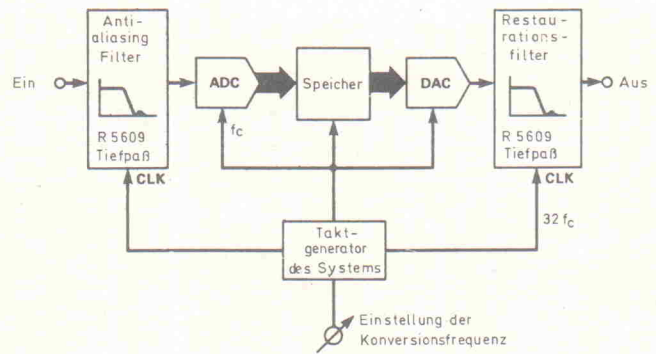 Anti-
aliasing
Filter
R 5609
Tiefpaß
CLK
Ein
ADC
fc
Speicher
DAC
Restau-
rations-
filter
R 5609
Tiefpaß
CLK
Aus
32 fc
Takt-
generator
des Systems
Einstellung der
Konversionsfrequenz